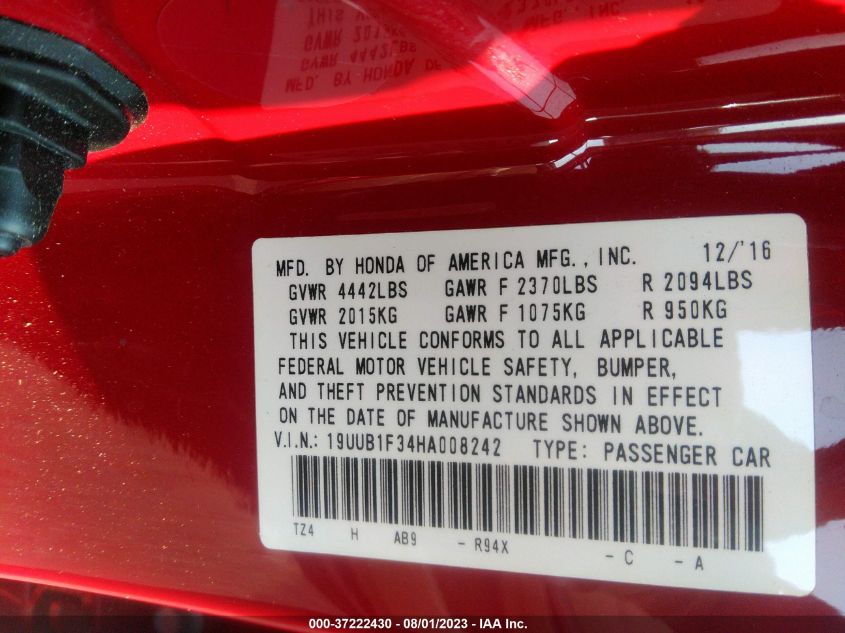 MFD. BY HONDA OF AMERICA MFG., INC. 12/'16
GVWR 4442LBS GAWR F 2370LBS R 2094LBS
GVWR 2015KG GAWR F 1075KG R 950KG
THIS VEHICLE CONFORMS TO ALL APPLICABLE
FEDERAL MOTOR VEHICLE SAFETY, BUMPER,
AND THEFT PREVENTION STANDARDS IN EFFECT
ON THE DATE OF MANUFACTURE SHOWN ABOVE.
V.I.N.: 19UUB1F34HA008242 TYPE: PASSENGER CAR
TZ4 H AB9 - R94X - C - A
000-37222430 - 08/01/2023 - IAA Inc.